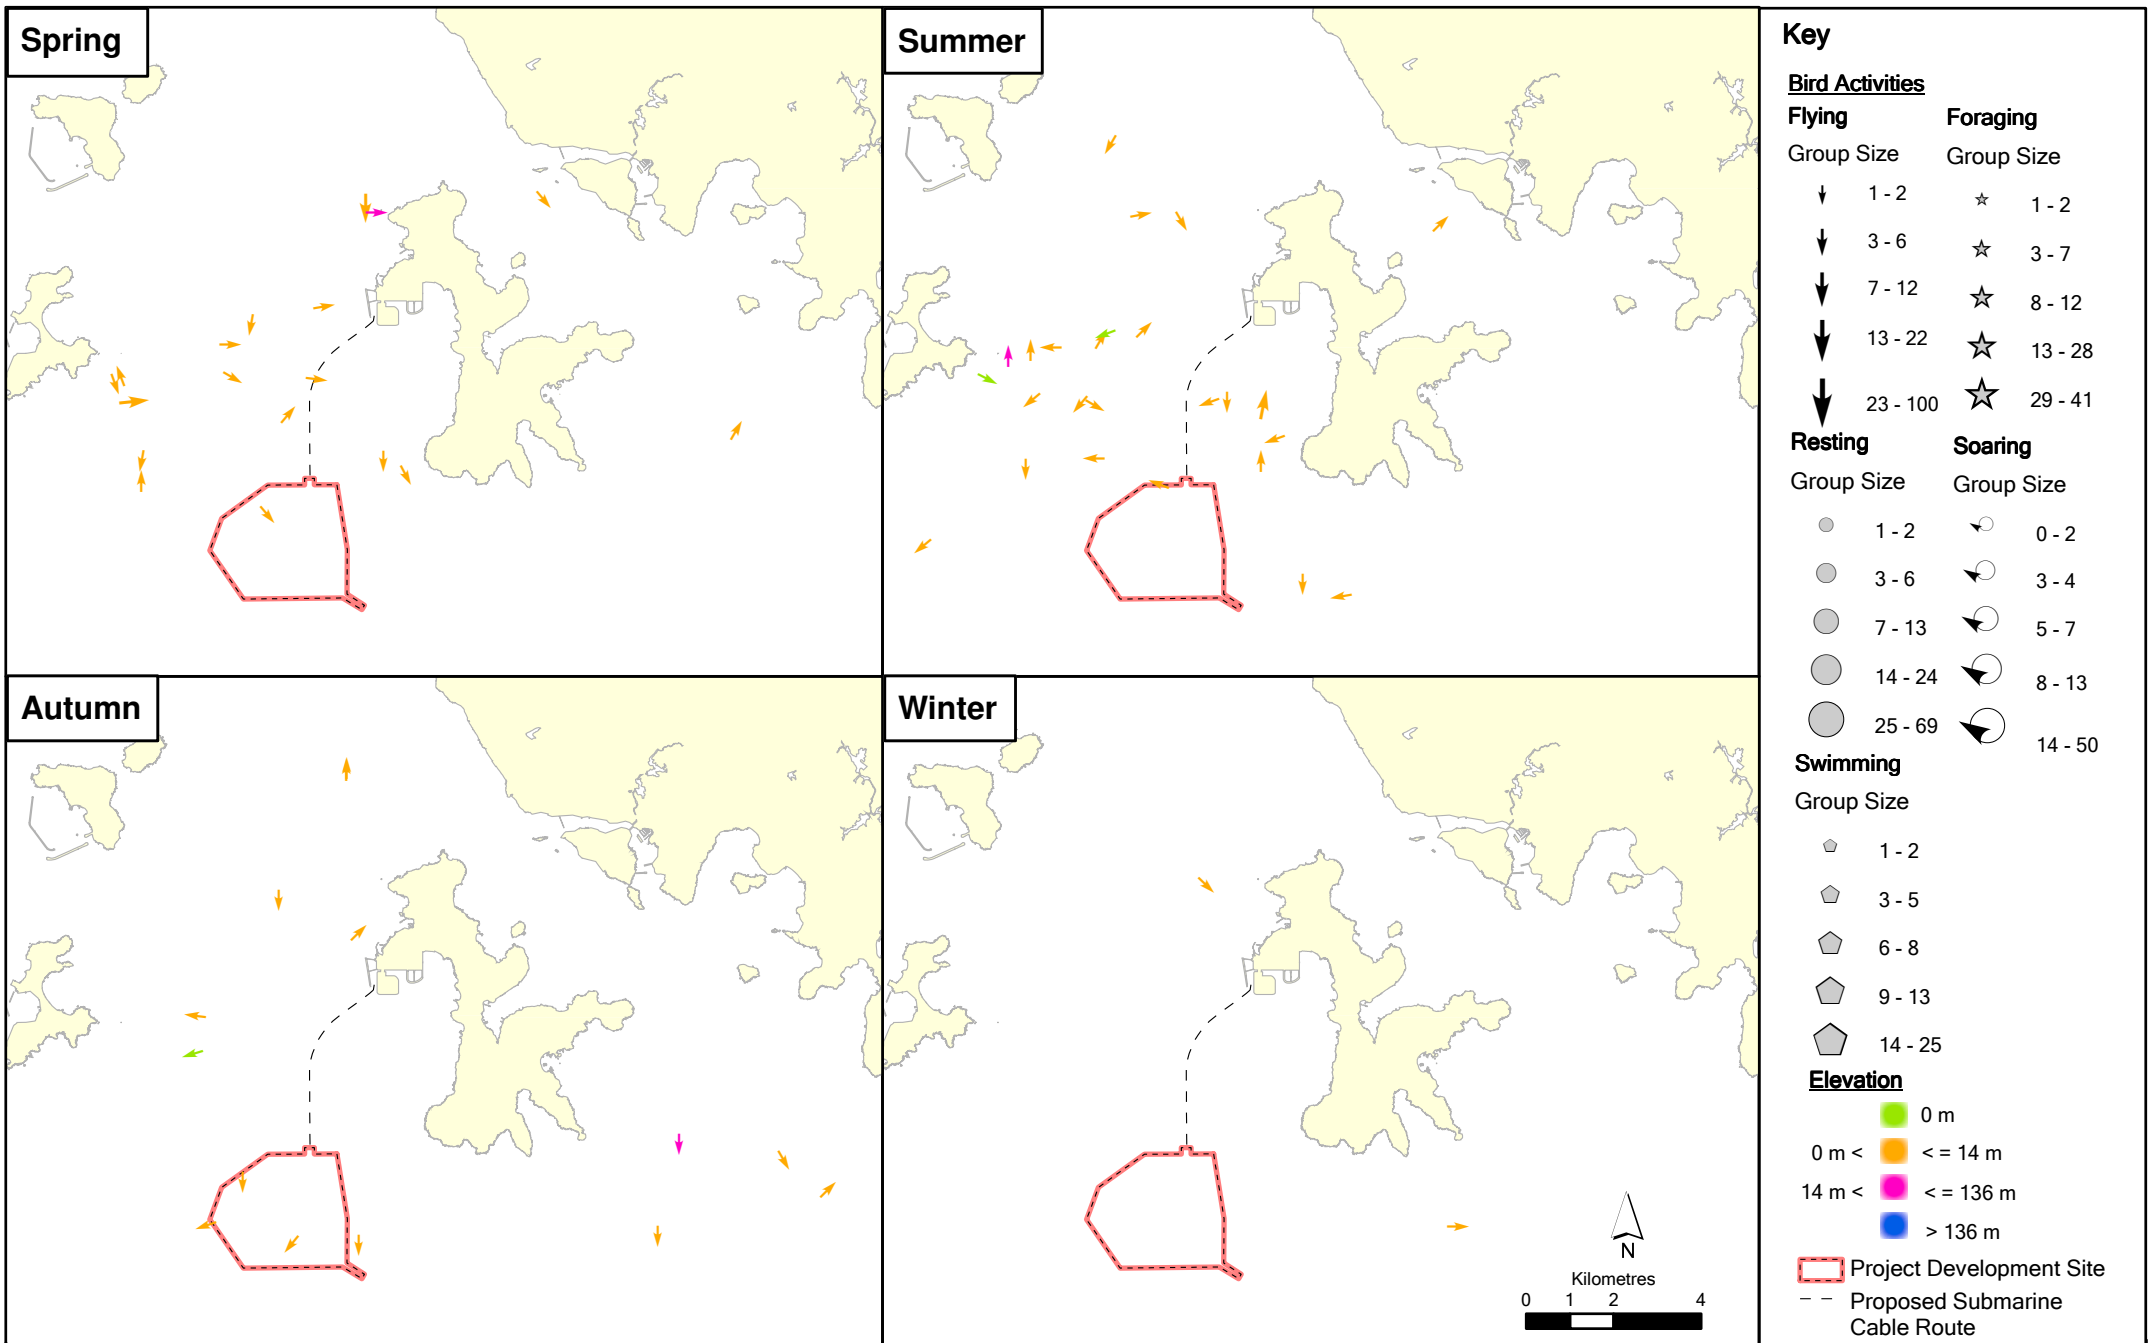 Spring
Summer
Autumn
Winter
N
Kilometres
0 1 2 4
Key
Bird Activities
Flying
Group Size
1 - 2
3 - 6
7 - 12
13 - 22
23 - 100
Foraging
Group Size
1 - 2
3 - 7
8 - 12
13 - 28
29 - 41
Resting
Group Size
1 - 2
3 - 6
7 - 13
14 - 24
25 - 69
Soaring
Group Size
0 - 2
3 - 4
5 - 7
8 - 13
14 - 50
Swimming
Group Size
1 - 2
3 - 5
6 - 8
9 - 13
14 - 25
Elevation
0 m
0 m < < = 14 m
14 m < < = 136 m
> 136 m
Project Development Site
Proposed Submarine
Cable Route